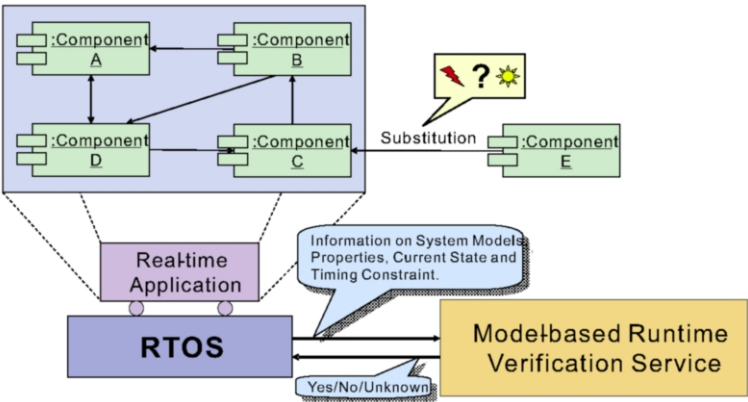 :Component
A
:Component
B
?
:Component
D
:Component
C
Substitution
:Component
E
Real-time
Application
Information on System Models,
Properties, Current State and
Timing Constraint.
RTOS
Model-based Runtime
Verification Service
Yes/No/Unknown